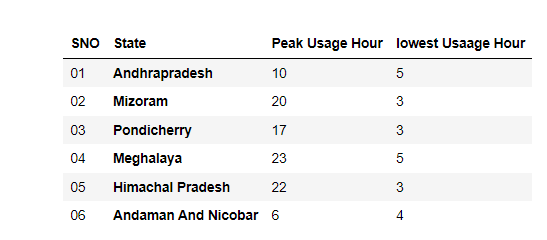 SNO State Peak Usage Hour lowest Usaage Hour
01 Andhrapradesh 10 5
02 Mizoram 20 3
03 Pondicherry 17 3
04 Meghalaya 23 5
05 Himachal Pradesh 22 3
06 Andaman And Nicobar 6 4